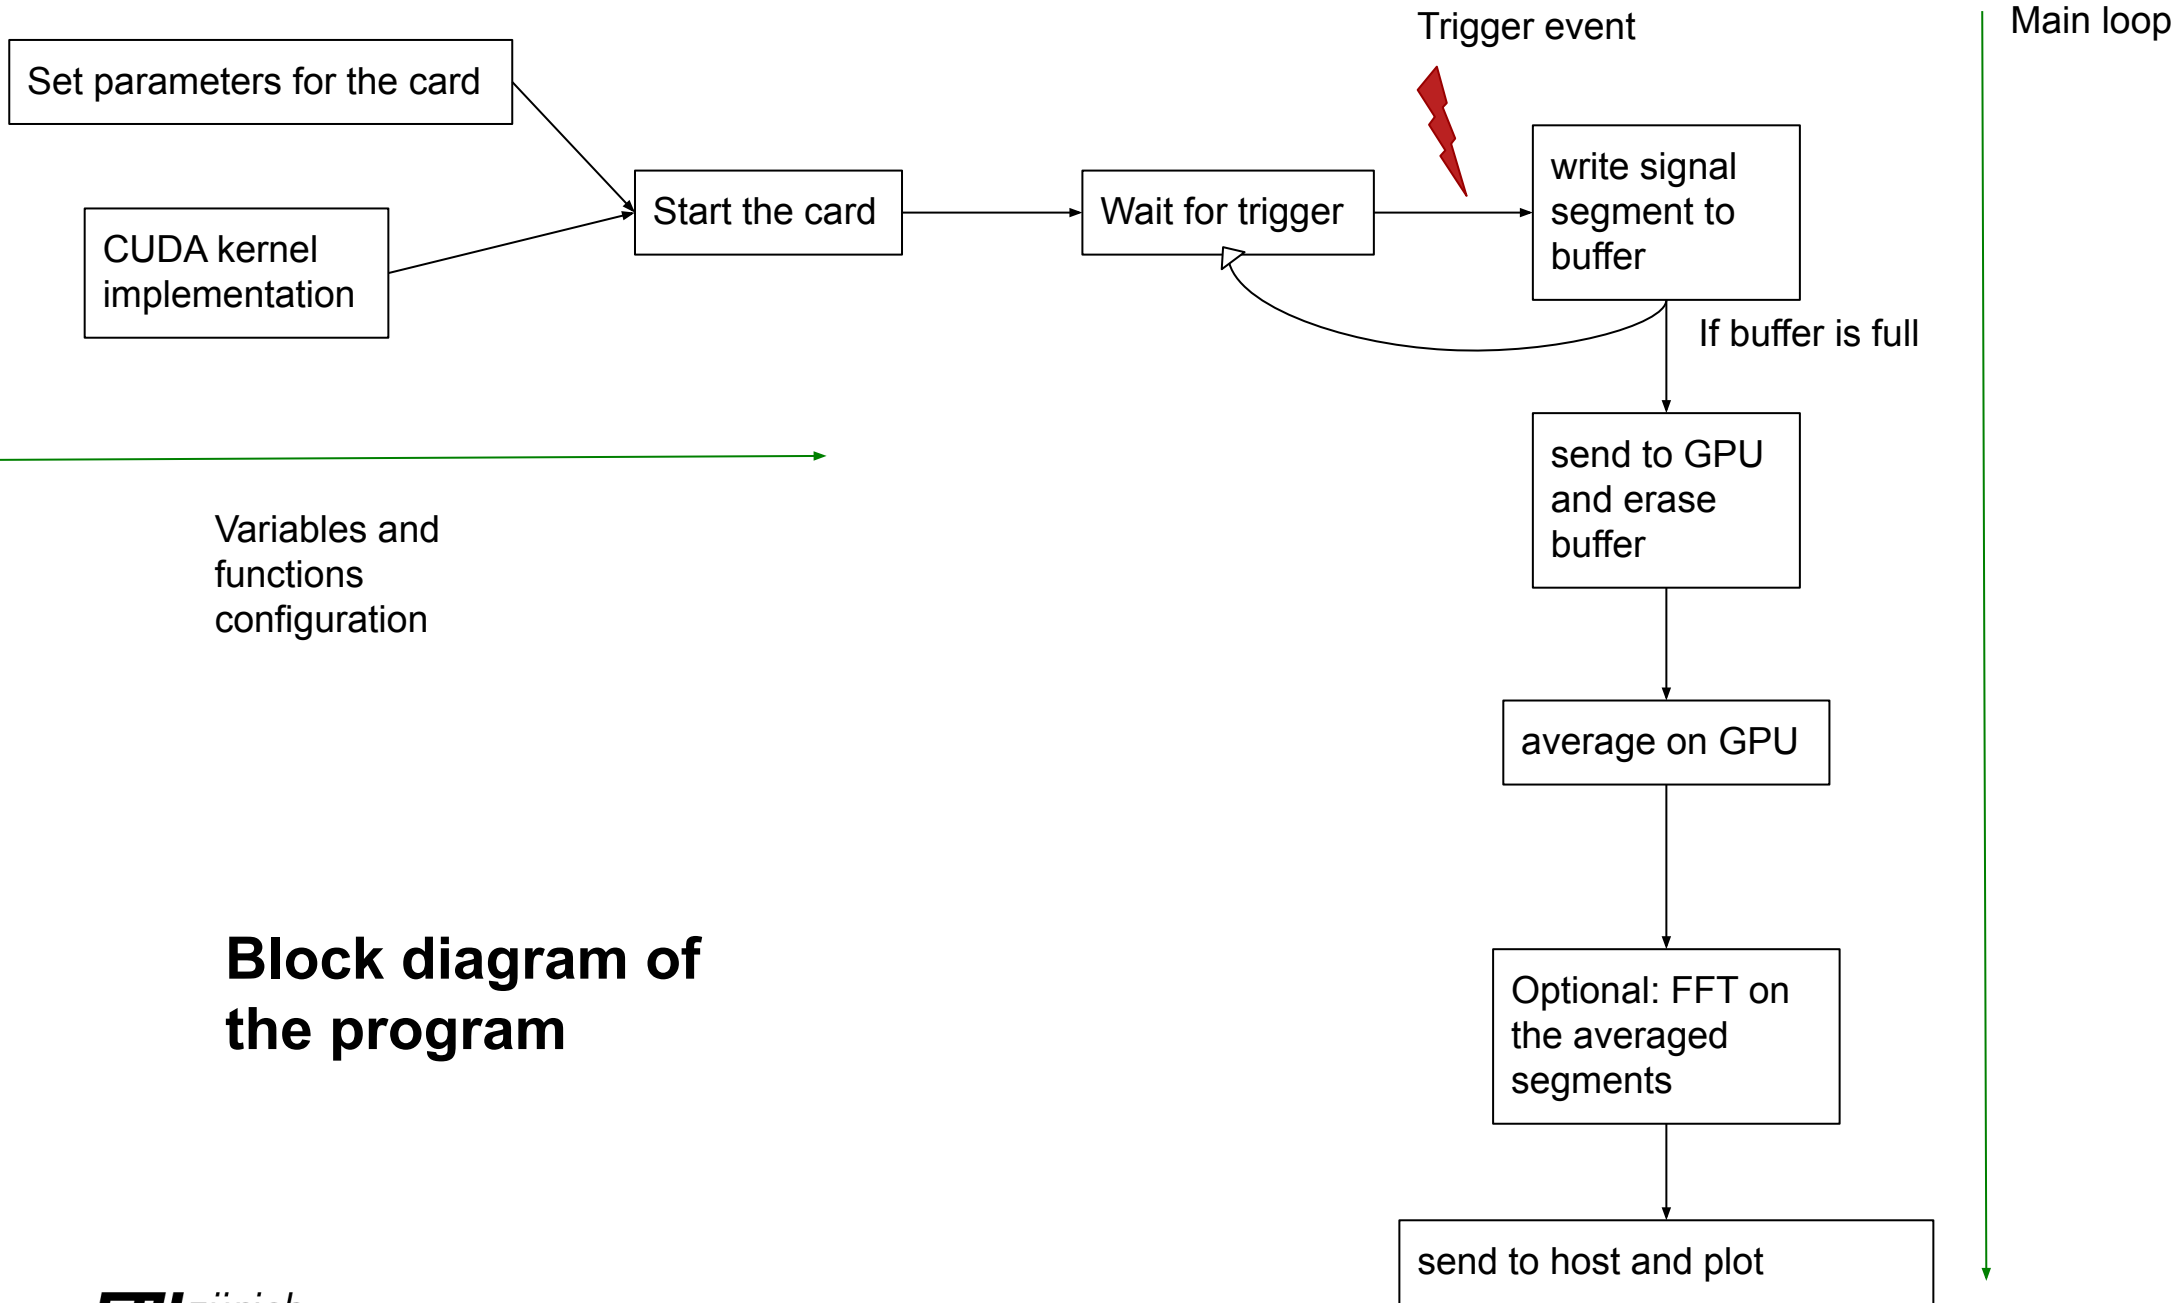 Trigger event
Main loop
Set parameters for the card
CUDA kernel
implementation
Start the card
Wait for trigger
write signal
segment to
buffer
If buffer is full
send to GPU
and erase
buffer
Variables and
functions
configuration
average on GPU
Block diagram of
the program
Optional: FFT on
the averaged
segments
send to host and plot